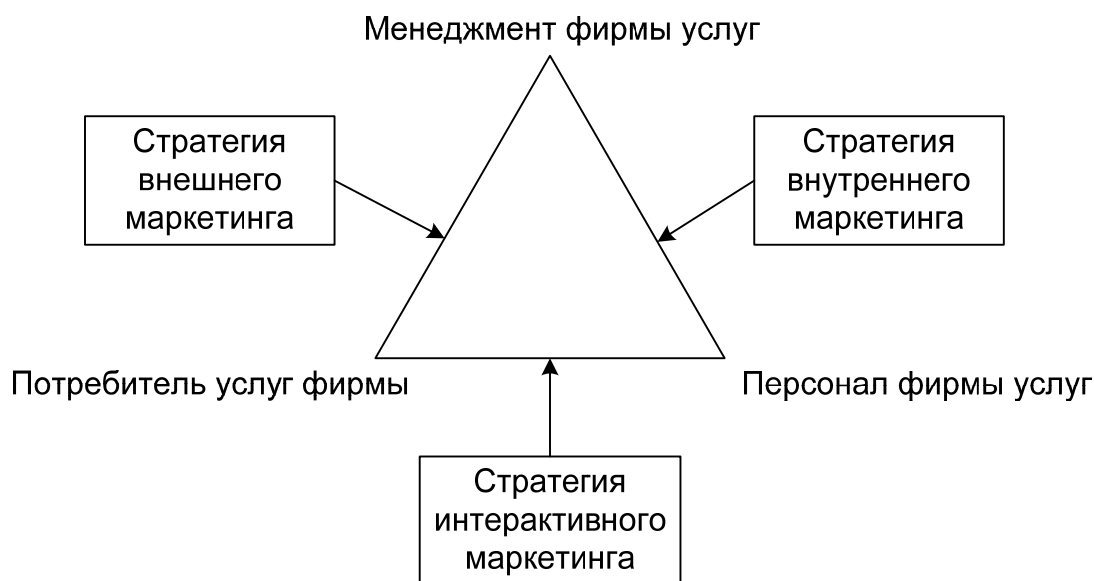 Менеджмент фирмы услуг
Стратегия
внешнего
маркетинга
Стратегия
внутреннего
маркетинга
Потребитель услуг фирмы
Персонал фирмы услуг
Стратегия
интерактивного
маркетинга